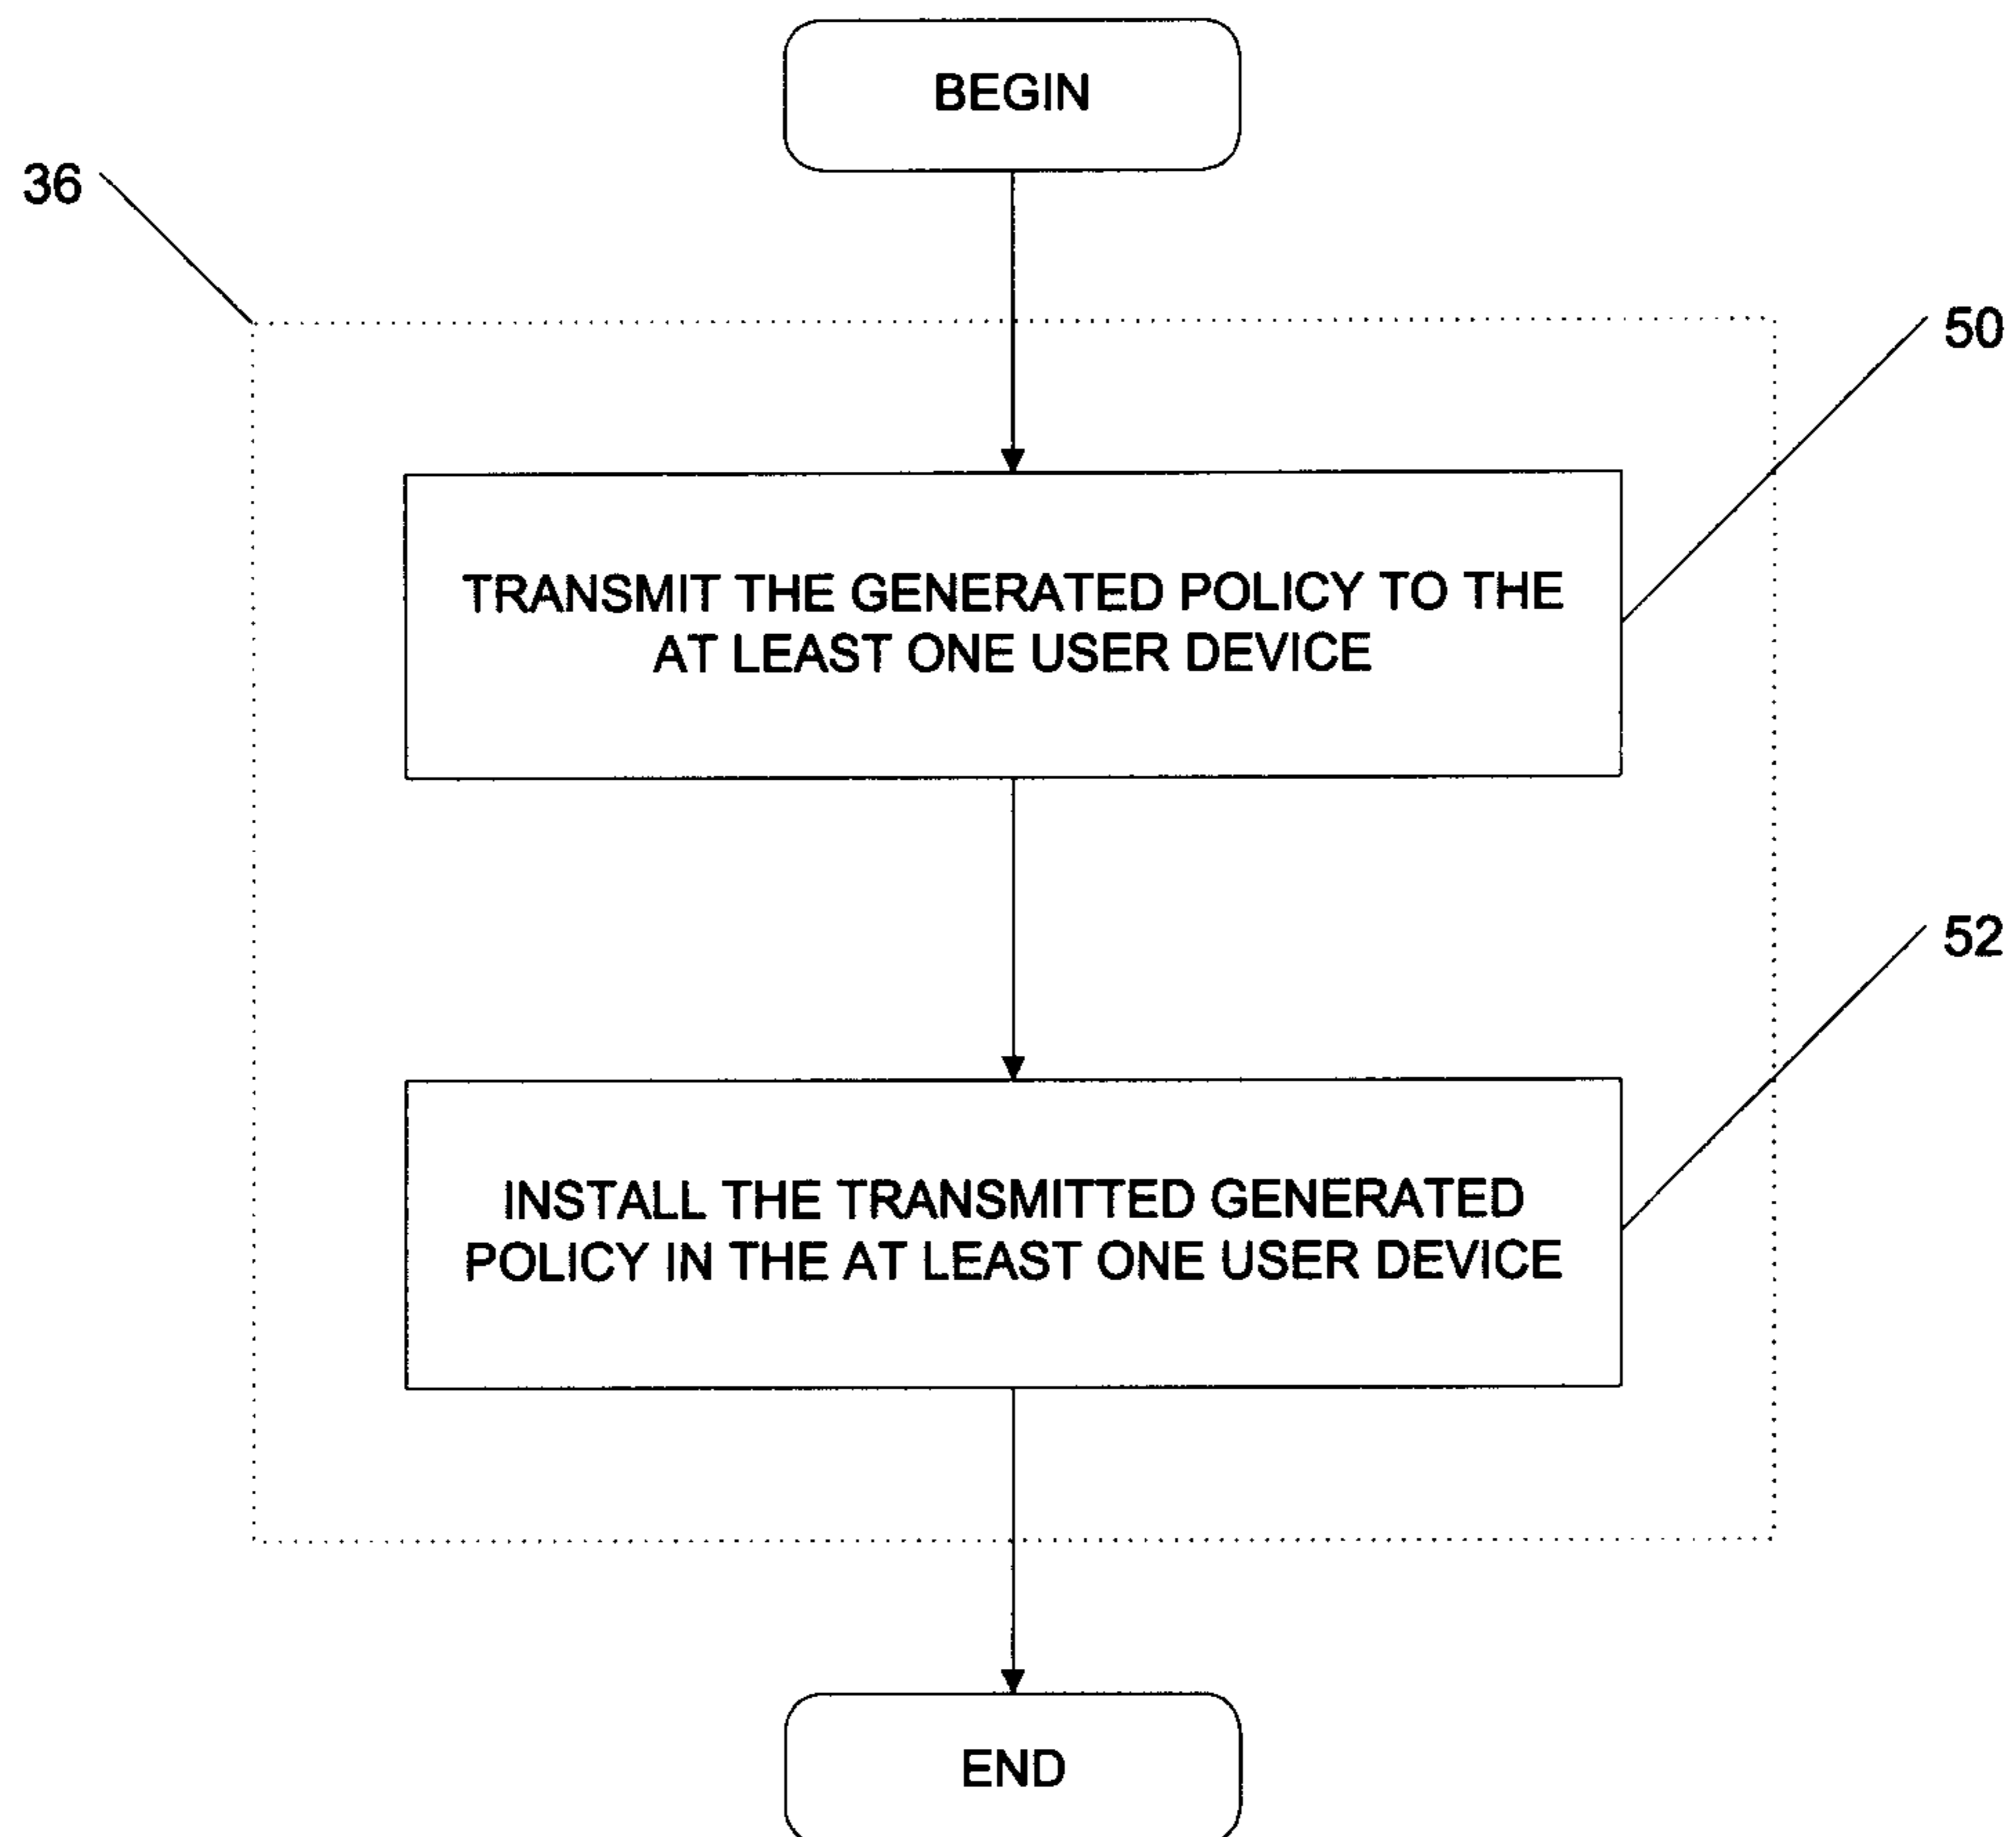 BEGIN
36
50
TRANSMIT THE GENERATED POLICY TO THE
AT LEAST ONE USER DEVICE
52
INSTALL THE TRANSMITTED GENERATED
POLICY IN THE AT LEAST ONE USER DEVICE
END